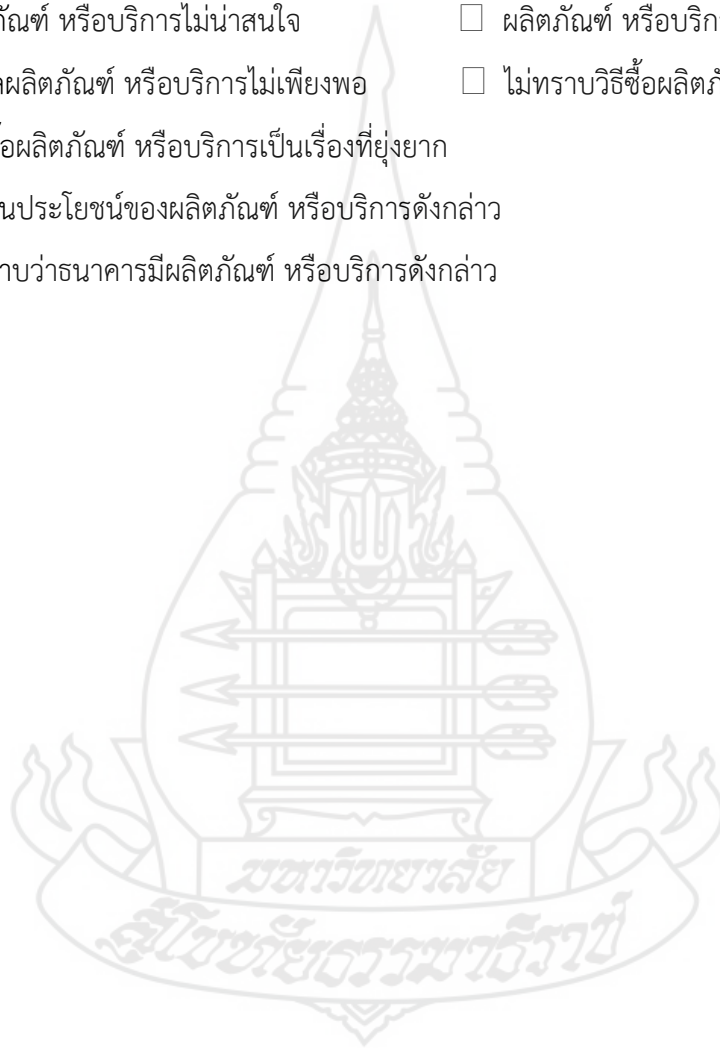 ภัณฑ์ หรือบริการไม่น่าสนใจ ☐ ผลิตภัณฑ์ หรือบริก
ผลิตภัณฑ์ หรือบริการไม่เพียงพอ ☐ ไม่ทราบวิธีซื้อผลิตภั
อผลิตภัณฑ์ หรือบริการเป็นเรื่องที่ยุ่งยาก
นประโยชน์ของผลิตภัณฑ์ หรือบริการดังกล่าว
าบว่าธนาคารมีผลิตภัณฑ์ หรือบริการดังกล่าว
มหาวิทยาลัย
สุโขทัยธรรมาธิราช